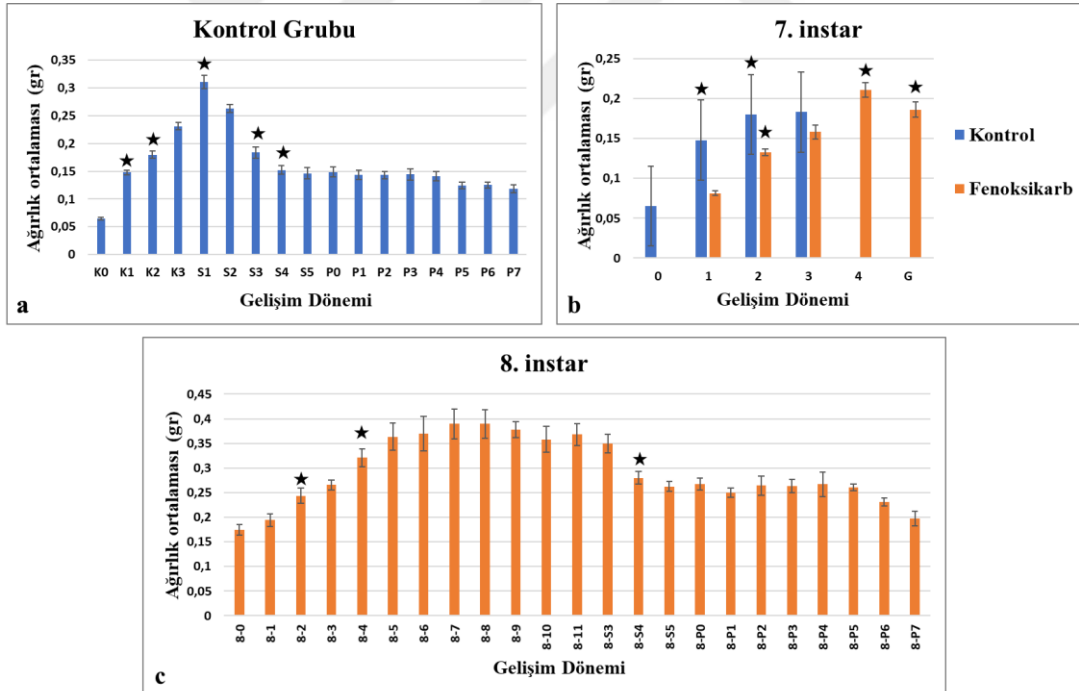 Kontrol Grubu
Ağırlık ortalaması (gr)
0,35
0,3
0,25
0,2
0,15
0,1
0,05
0
K0 K1 K2 K3 S1 S2 S3 S4 S5 P0 P1 P2 P3 P4 P5 P6 P7
Gelişim Dönemi
a
7. instar
Ağırlık ortalaması (gr)
0,25
0,2
0,15
0,1
0,05
0
0 1 2 3 4 G
Gelişim Dönemi
Kontrol
Fenoksikarb
b
8. instar
Ağırlık ortalaması (gr)
0,45
0,4
0,35
0,3
0,25
0,2
0,15
0,1
0,05
0
8-0 8-1 8-2 8-3 8-4 8-5 8-6 8-7 8-8 8-9 8-10 8-11 8-S3 8-S4 8-S5 8-P0 8-P1 8-P2 8-P3 8-P4 8-P5 8-P6 8-P7
Gelişim Dönemi
c